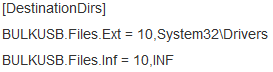 [DestinationDirs]
BULKUSB.Files.Ext = 10,System32\Drivers
BULKUSB.Files.Inf = 10,INF